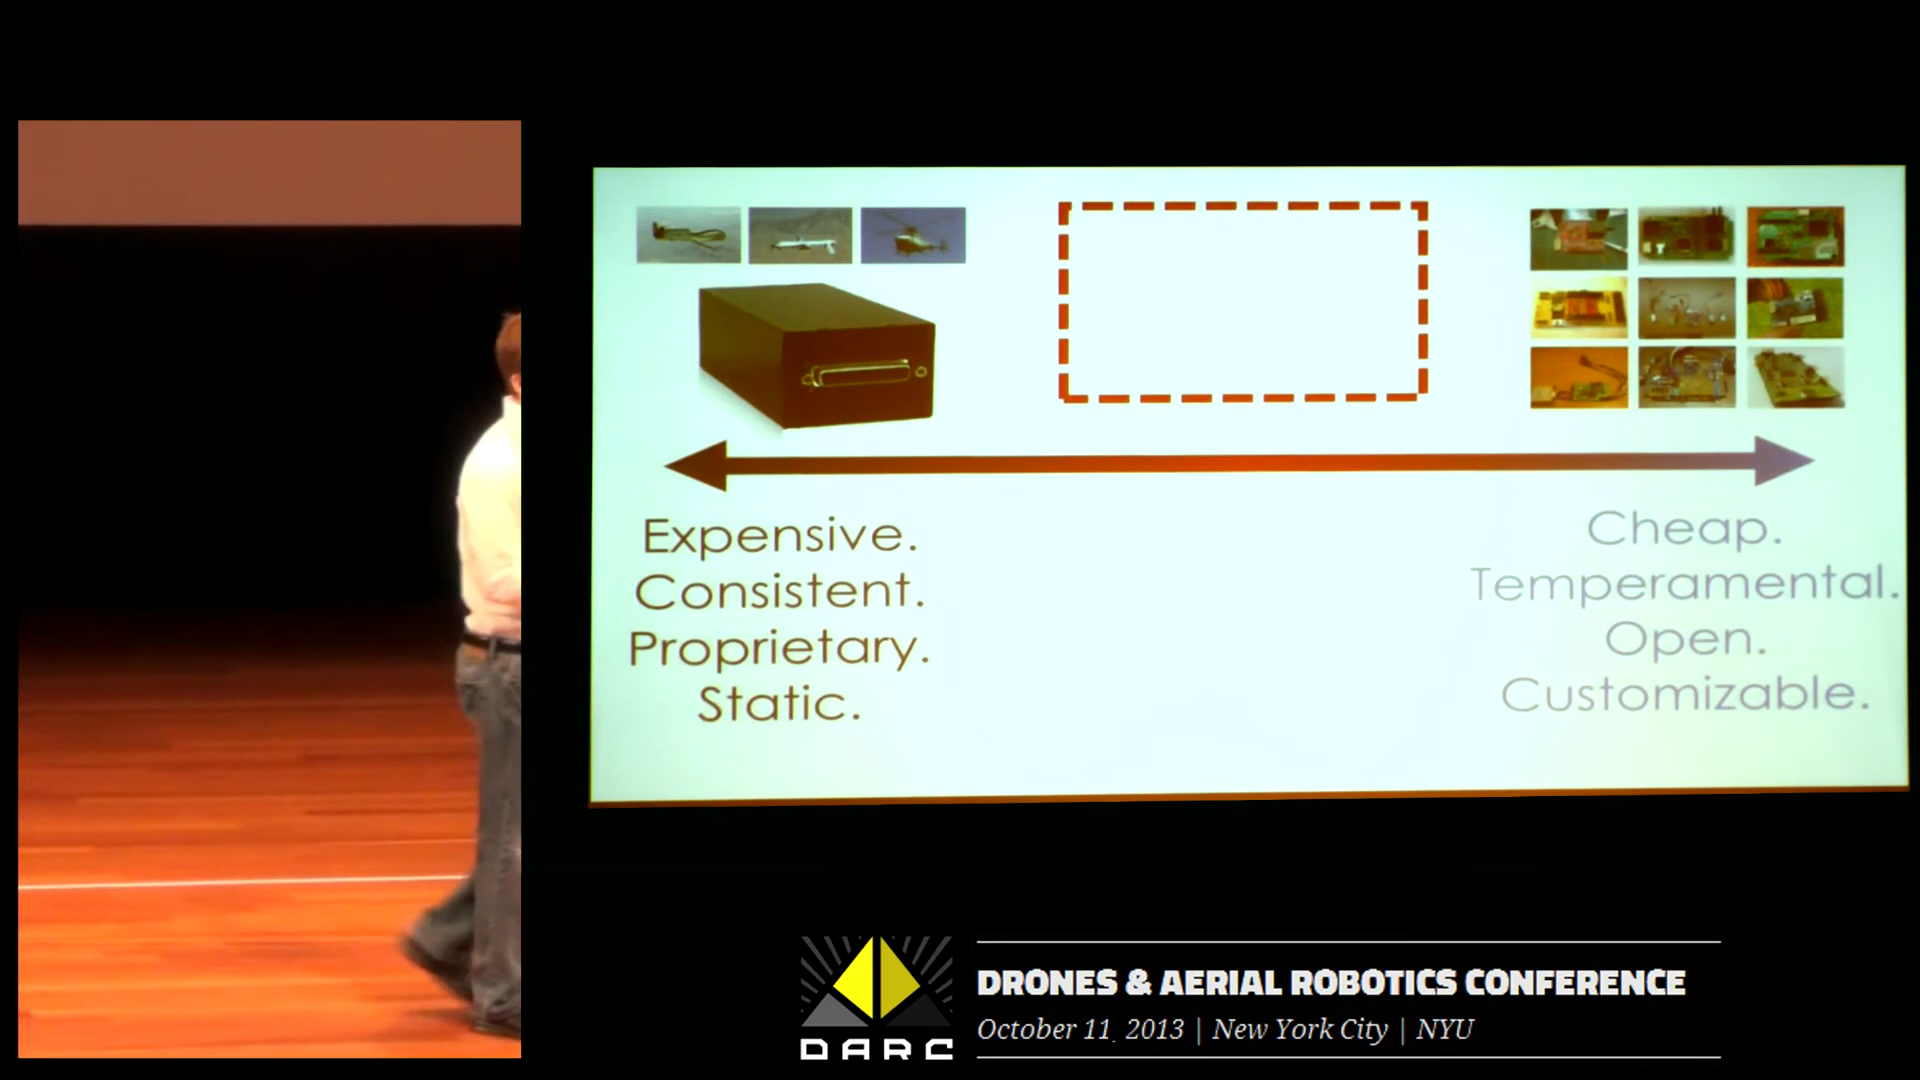 Expensive.
Consistent.
Proprietary.
Static.
Cheap.
Temperamental.
Open.
Customizable.
DARC
DRONES & AERIAL ROBOTICS CONFERENCE
October 11, 2013 | New York City | NYU